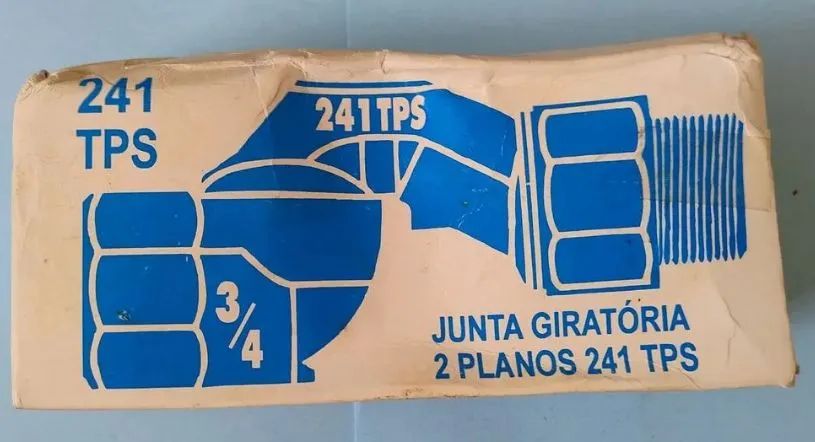 241
TPS
241 TPS
3/4
JUNTA GIRATÓRIA
2 PLANOS 241 TPS